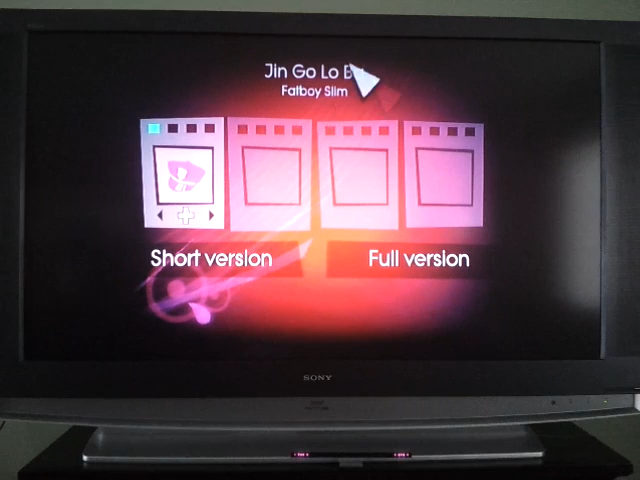 Jin Go Lo B
Fatboy Slim
Short version
Full version
SONY